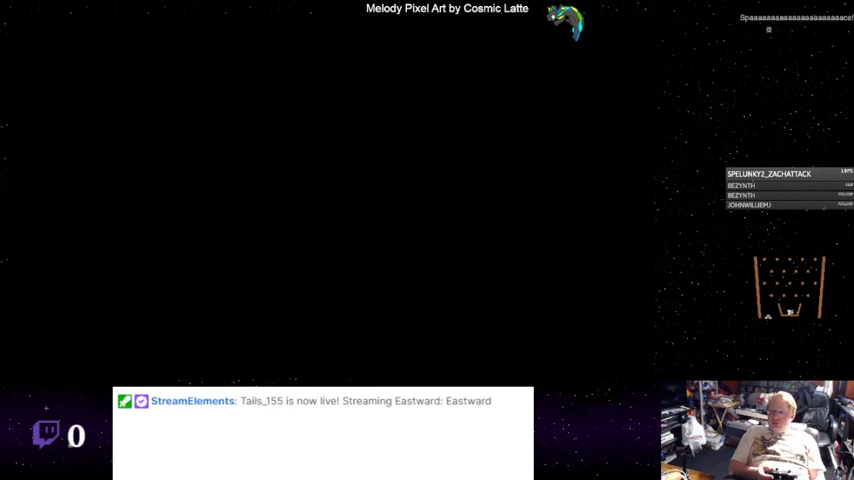 Melody Pixel Art by Cosmic Latte
SPELUNKY2_ZACHATTACK
BEZYNTH
BEZYNTH
JOHNWILLIEMJ
StreamElements: Tails_155 is now live! Streaming Eastward: Eastward
0